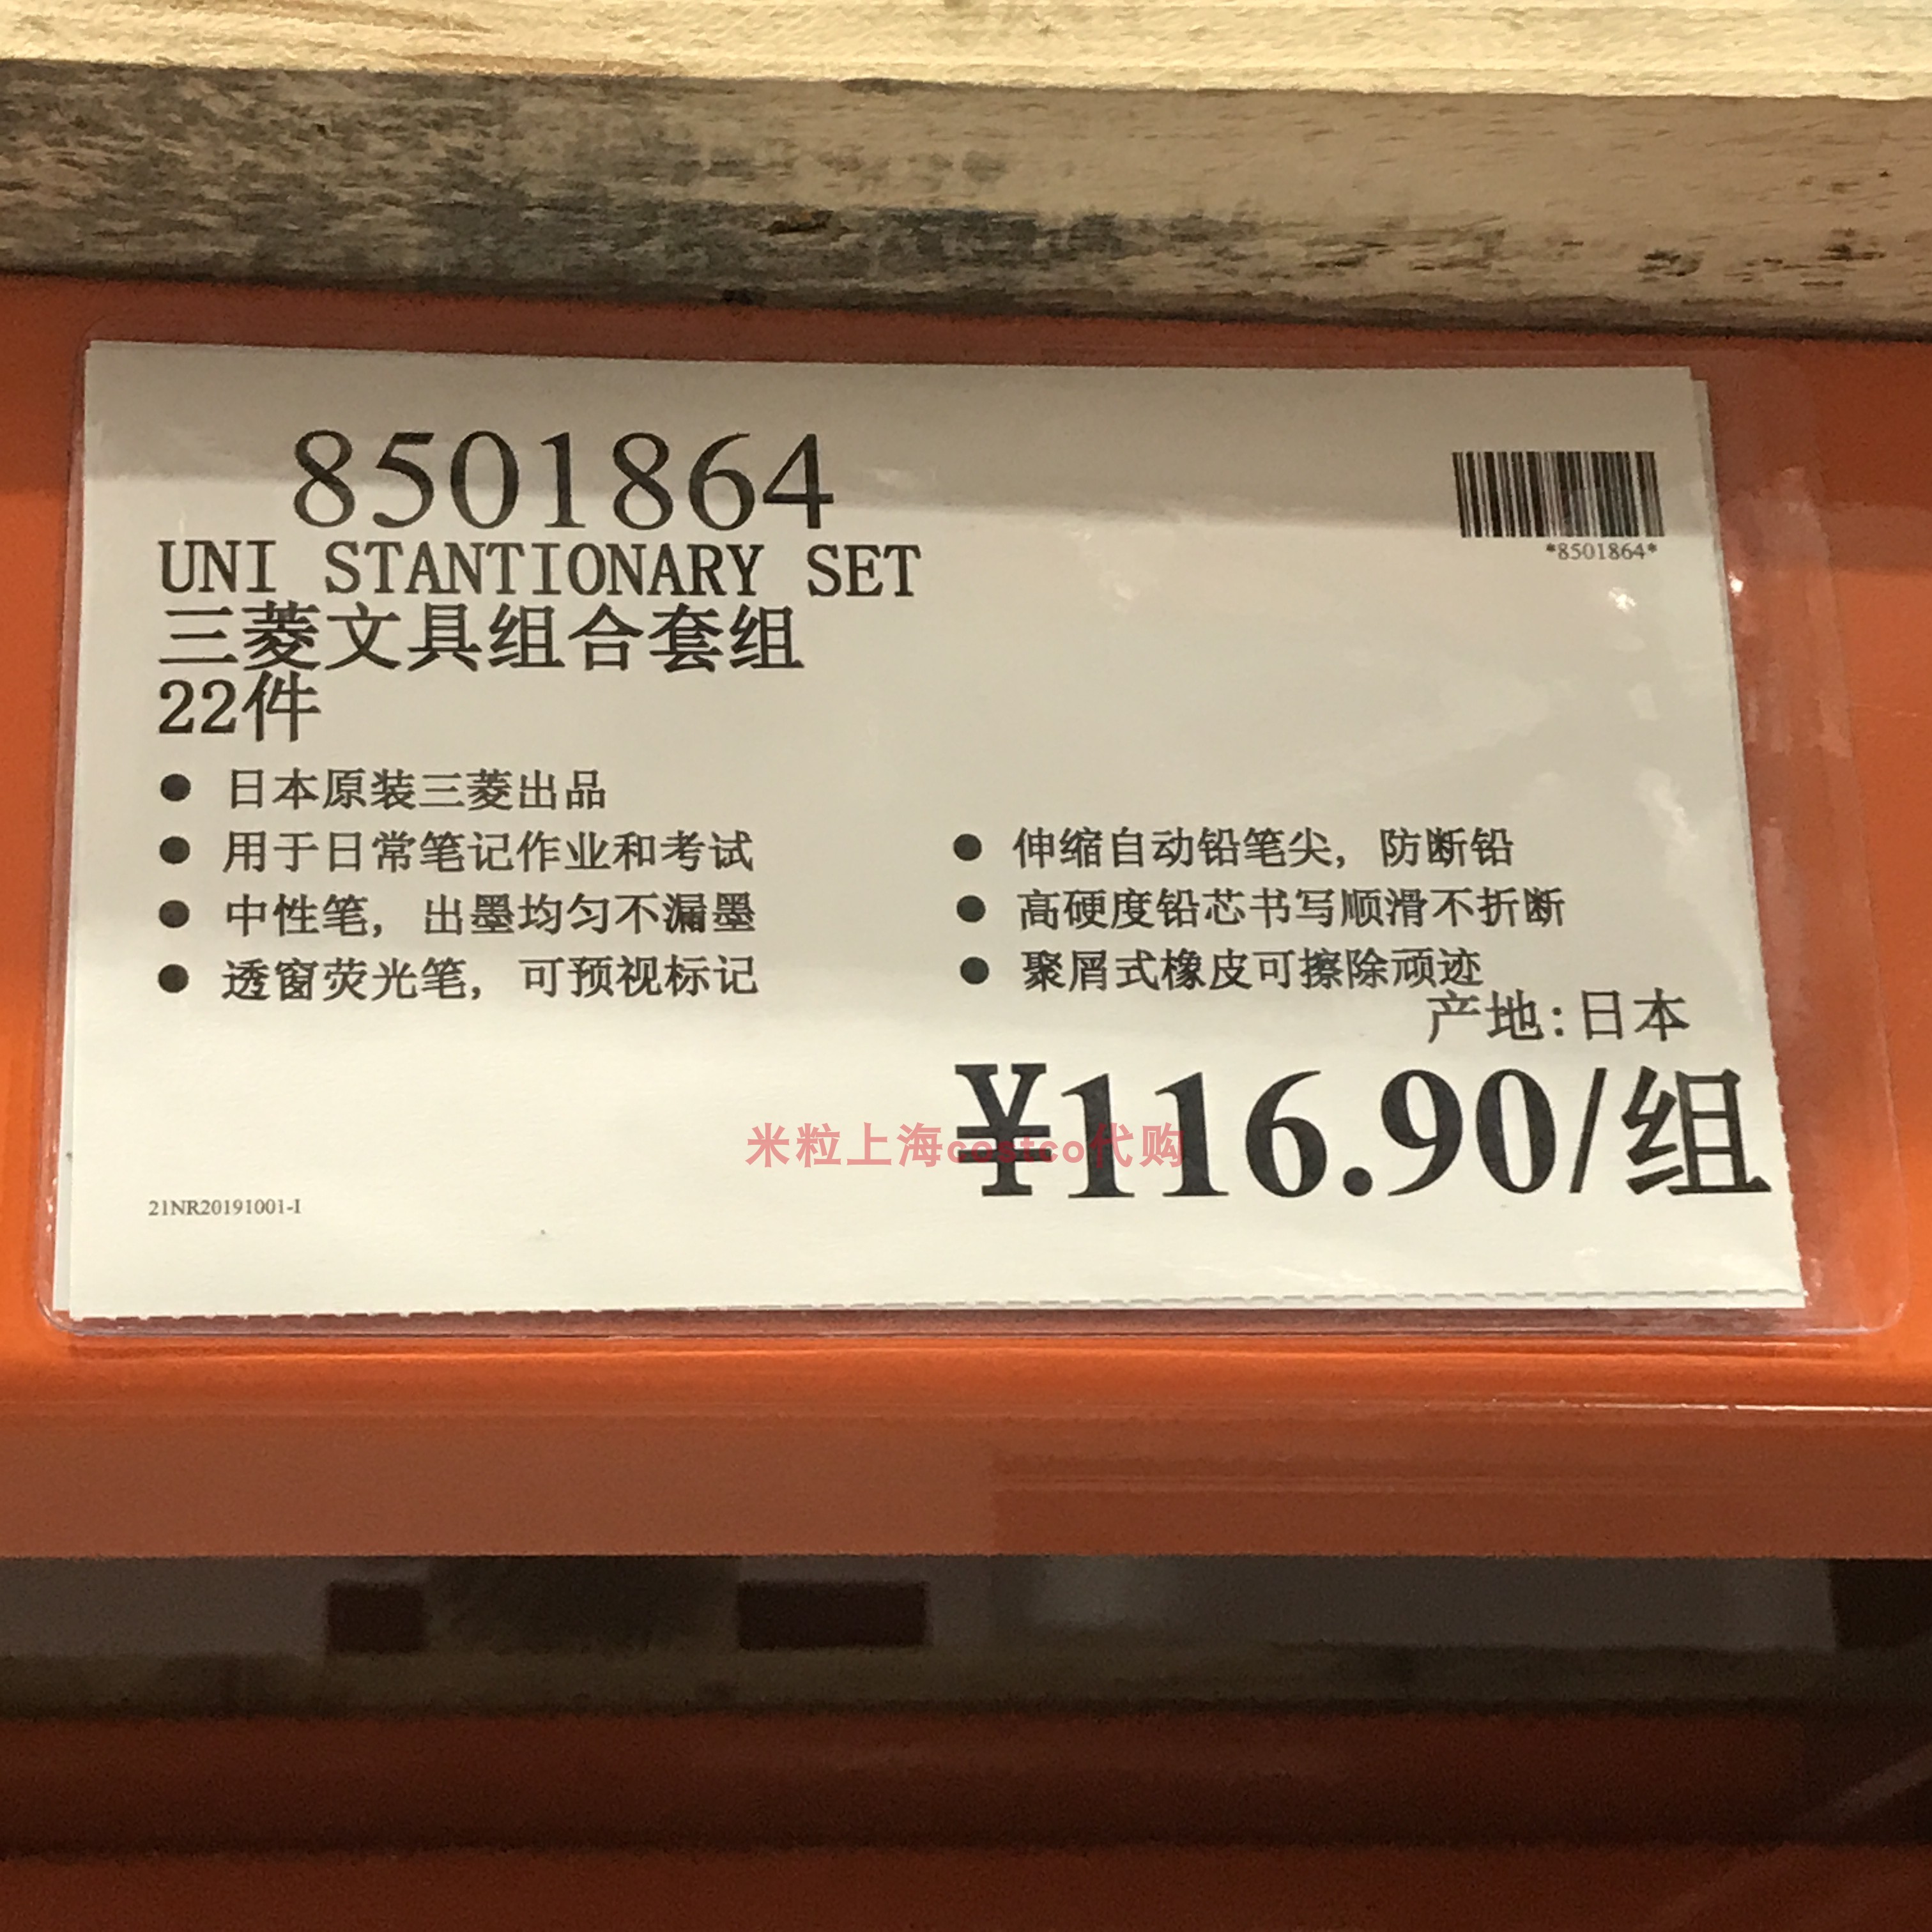 8501864
*8501864*
UNI STANTIONARY SET
三菱文具组合套组
22件
● 日本原装三菱出品
● 用于日常笔记作业和考试
● 中性笔，出墨均匀不漏墨
● 透窗荧光笔，可预视标记
● 伸缩自动铅笔尖，防断铅
● 高硬度铅芯书写顺滑不折断
● 聚屑式橡皮可擦除顽迹
产地:日本
¥116.90/组
米粒上海costco代购
21NR20191001-I